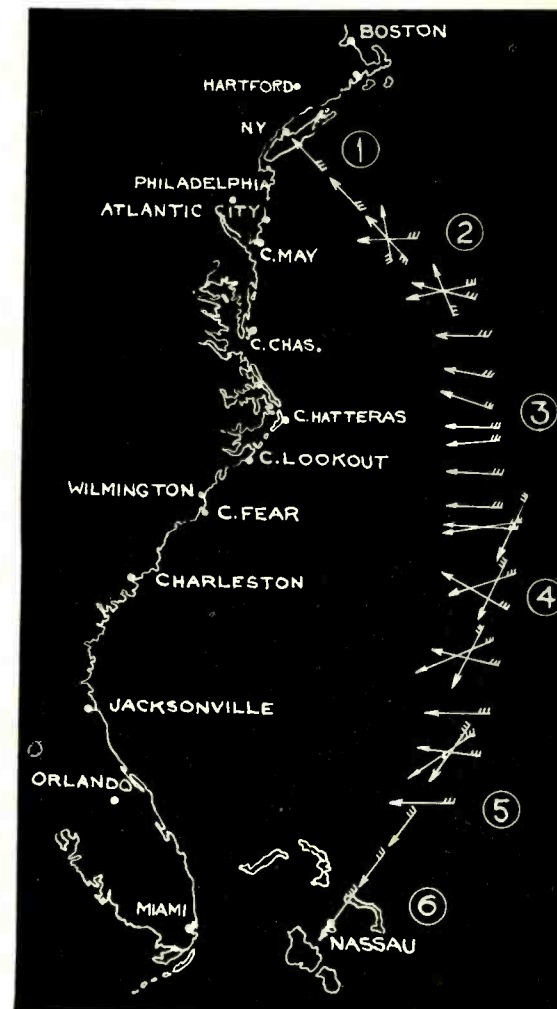 BOSTON
HARTFORD
NY
1
PHILADELPHIA
ATLANTIC CITY
2
C. MAY
C. CHAS.
3
C. HATTERAS
C. LOOKOUT
WILMINGTON
C. FEAR
CHARLESTON
4
JACKSONVILLE
ORLANDO
5
MIAMI
6
NASSAU